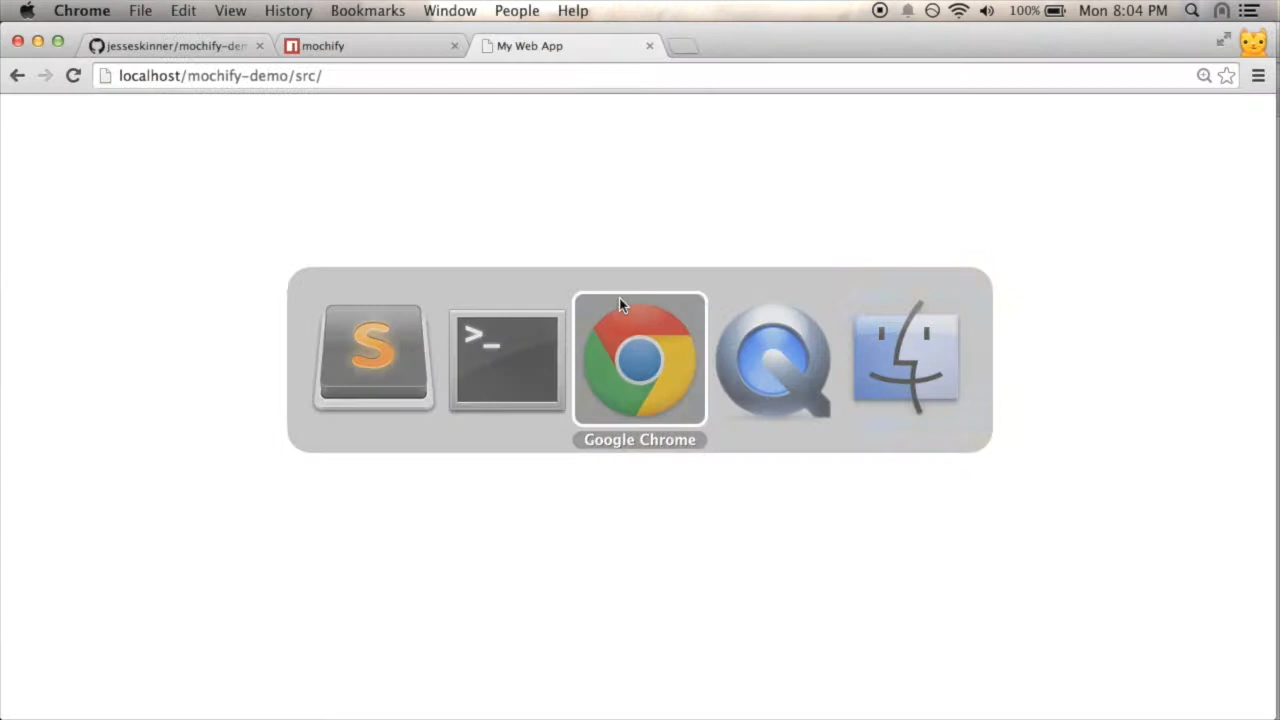 Chrome File Edit View History Bookmarks Window People Help 100% Mon 8:04 PM
jesseskinner/mochify-den mochify My Web App
localhost/mochify-demo/src/
S >_
Google Chrome